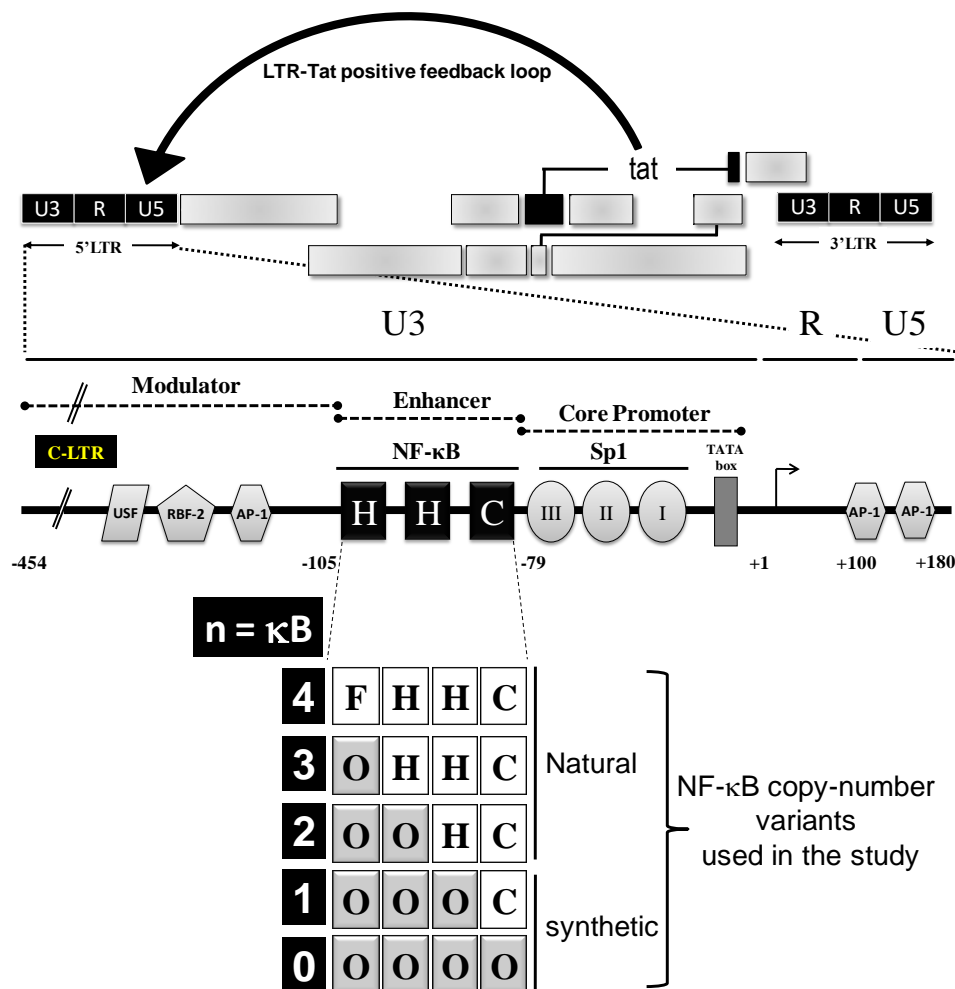 LTR-Tat positive feedback loop
tat
U3 R U5
U3 R U5
5'LTR
3'LTR
U3 R U5
Modulator
Enhancer
Core Promoter
C-LTR
NF-κB
Sp1
TATA
box
USF RBF-2 AP-1 H H C III II I AP-1 AP-1
-454 -105 -79 +1 +100 +180
n = κB
4 F H H C
3 O H H C
2 O O H C
1 O O O C
0 O O O O
Natural
synthetic
NF-κB copy-number
variants
used in the study